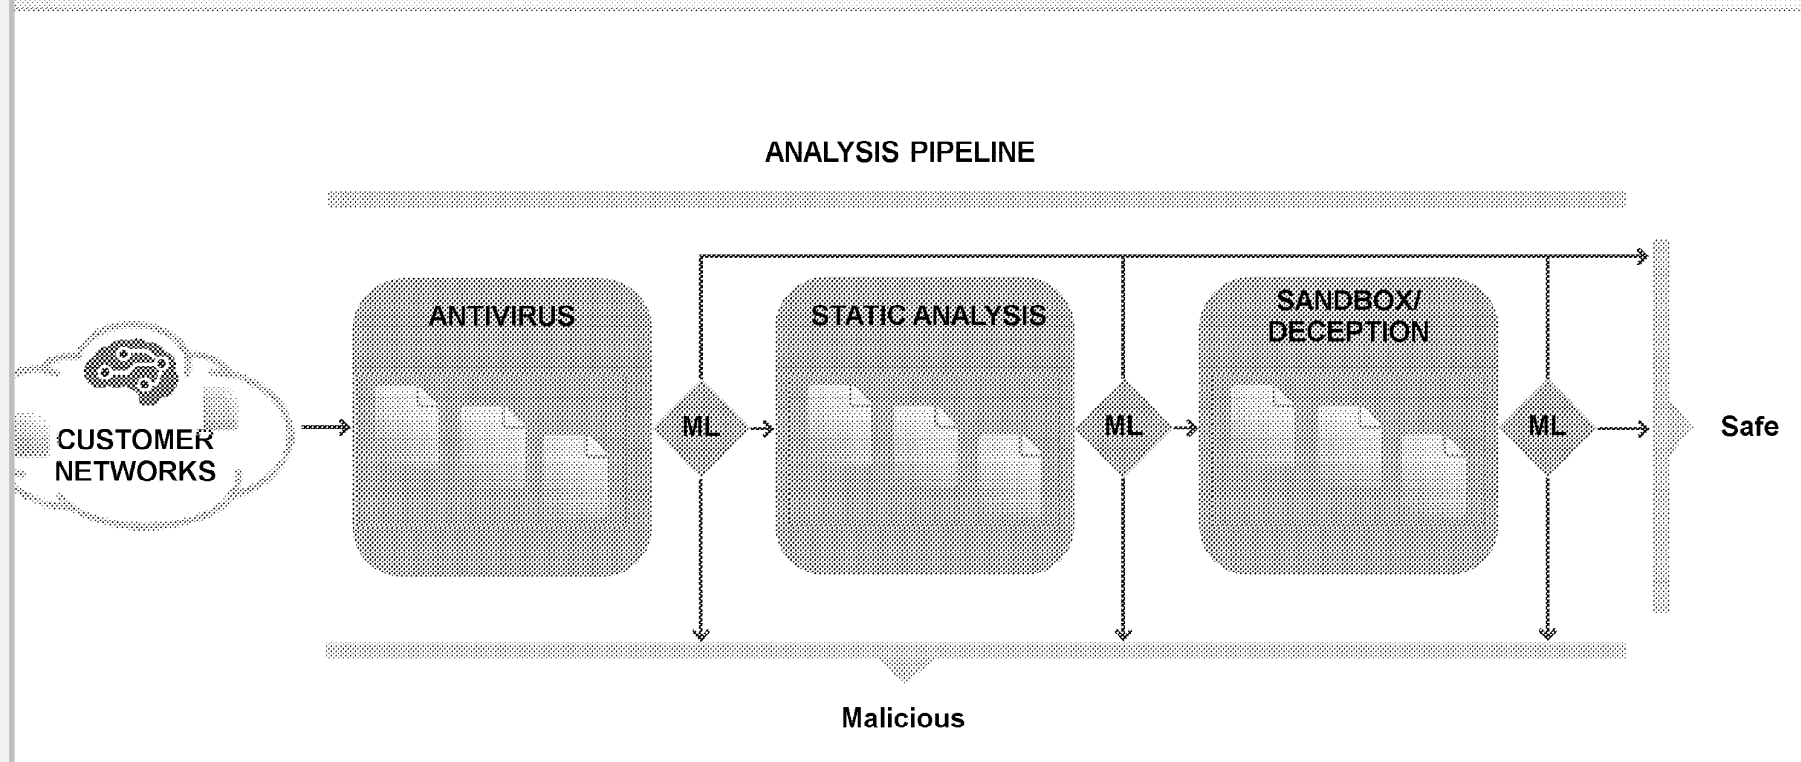 ANALYSIS PIPELINE
ANTIVIRUS
STATIC ANALYSIS
SANDBOX/
DECEPTION
CUSTOMER
NETWORKS
ML
ML
ML
Safe
Malicious